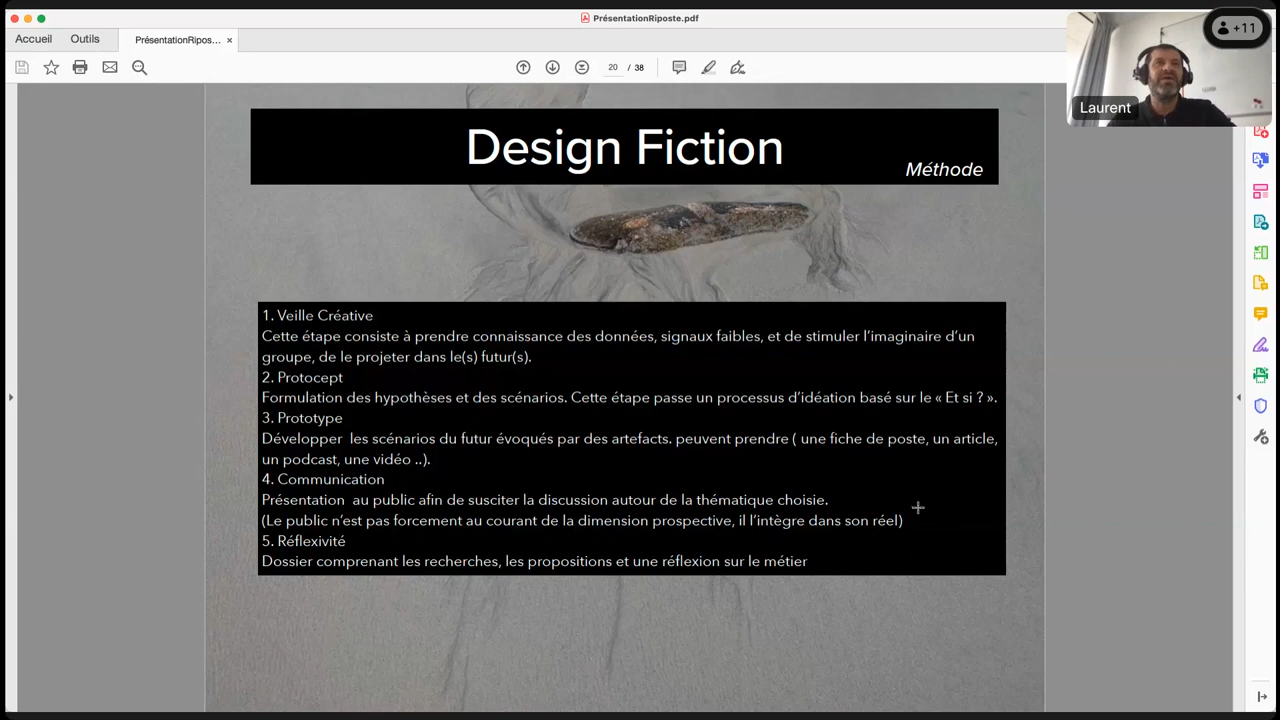 PrésentationRiposte.pdf
Accueil
Outils
PrésentationRipos... ×
20 / 38
+11
Laurent
Design Fiction
Méthode
1. Veille Créative
Cette étape consiste à prendre connaissance des données, signaux faibles, et de stimuler l'imaginaire d'un
groupe, de le projeter dans le(s) futur(s).
2. Protocept
Formulation des hypothèses et des scénarios. Cette étape passe un processus d'idéation basé sur le « Et si ? ».
3. Prototype
Développer les scénarios du futur évoqués par des artefacts. peuvent prendre ( une fiche de poste, un article,
un podcast, une vidéo ..).
4. Communication
Présentation au public afin de susciter la discussion autour de la thématique choisie.
(Le public n'est pas forcement au courant de la dimension prospective, il l'intègre dans son réel)
5. Réflexivité
Dossier comprenant les recherches, les propositions et une réflexion sur le métier